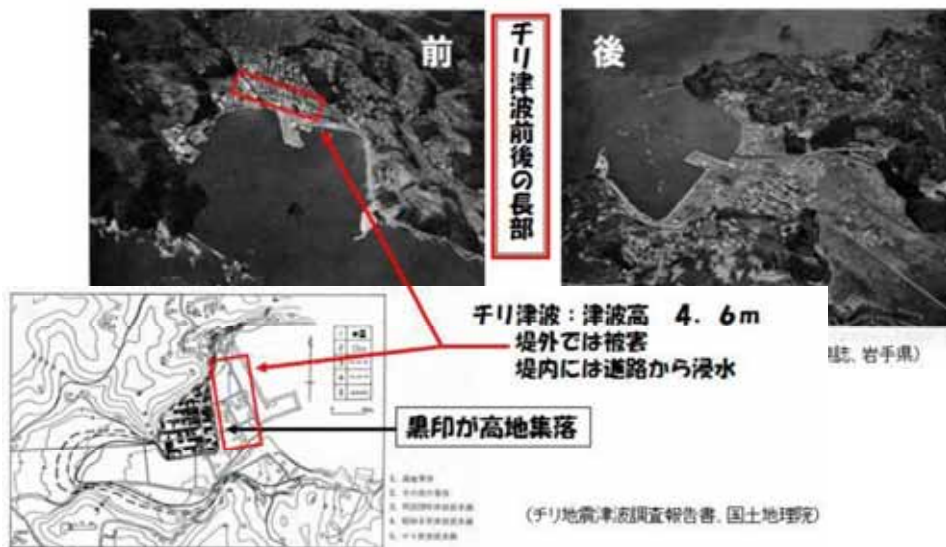 前
チリ津波前後の長部
後
チリ津波：津波高　4．6m
堤外では被害
堤内には道路から浸水
誌、岩手県）
黒印が高地集落
（チリ地震津波調査報告書、国土地理院）